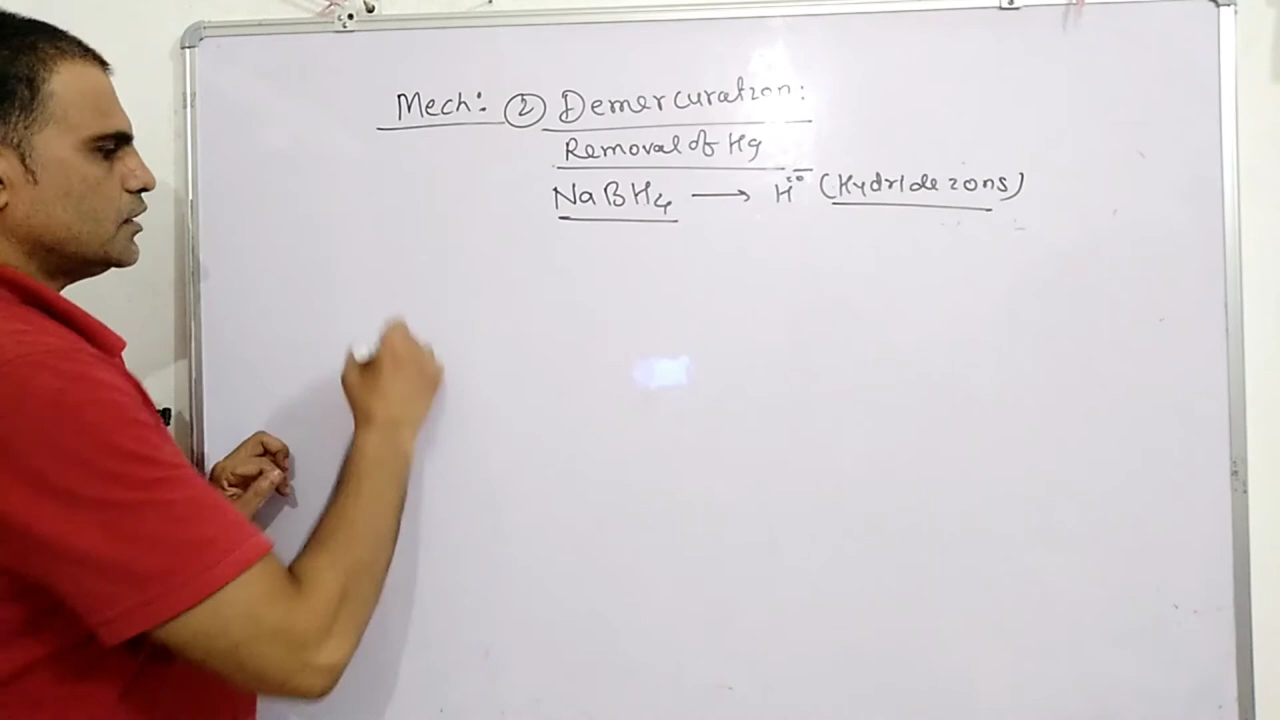 Mech: ② Demercuration:
Removal of Hg
NaBH4 ⟶ H⁻ (Hydride ions)